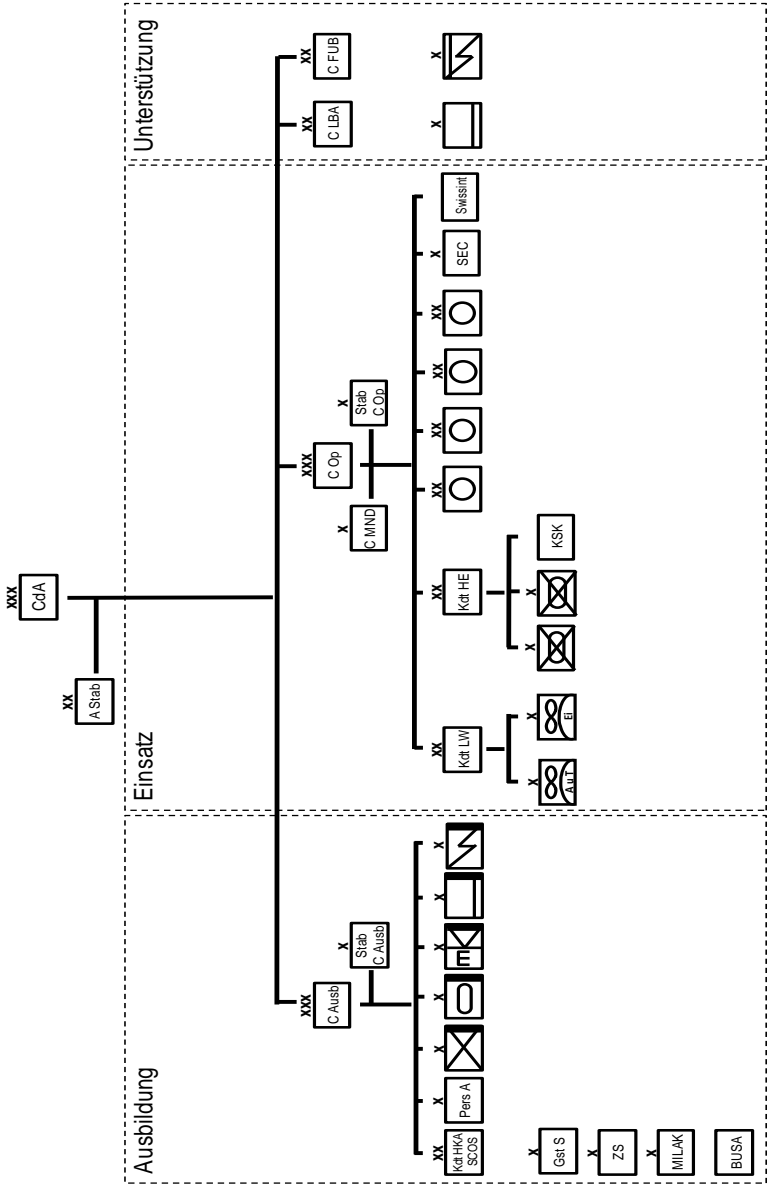 XXX
CdA
XX
A Stab
Ausbildung
Einsatz
Unterstützung
XXX
C Ausb
XXX
C Op
XX
C LBA
XX
C FUB
X
Stab
C Ausb
X
C MND
X
Stab
C Op
XX
Kdt HKA
SCOS
X
Pers A
X
X
X
E
X
X
XX
Kdt LW
XX
Kdt HE
XX
XX
XX
XX
X
SEC
Swissint
X
X
X
Gst S
X
ZS
X
MILAK
BUSA
X
A u T
X
Ei
X
X
KSK